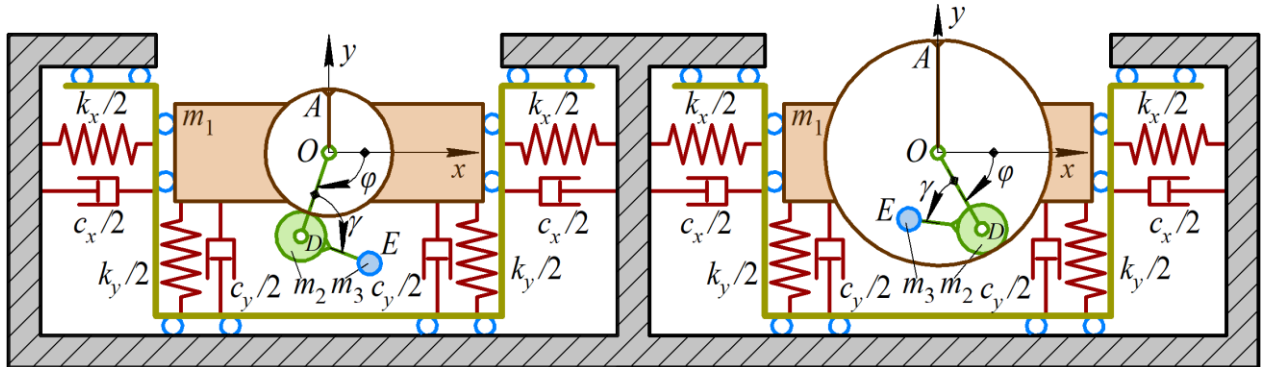 y
A
k_x/2
m_1
k_x/2
O
x
φ
c_x/2
c_x/2
γ
D
E
k_y/2
c_y/2
m_2
m_3
c_y/2
k_y/2
y
A
k_x/2
m_1
k_x/2
O
x
φ
γ
c_x/2
E
c_x/2
D
k_y/2
c_y/2
m_3
m_2
c_y/2
k_y/2